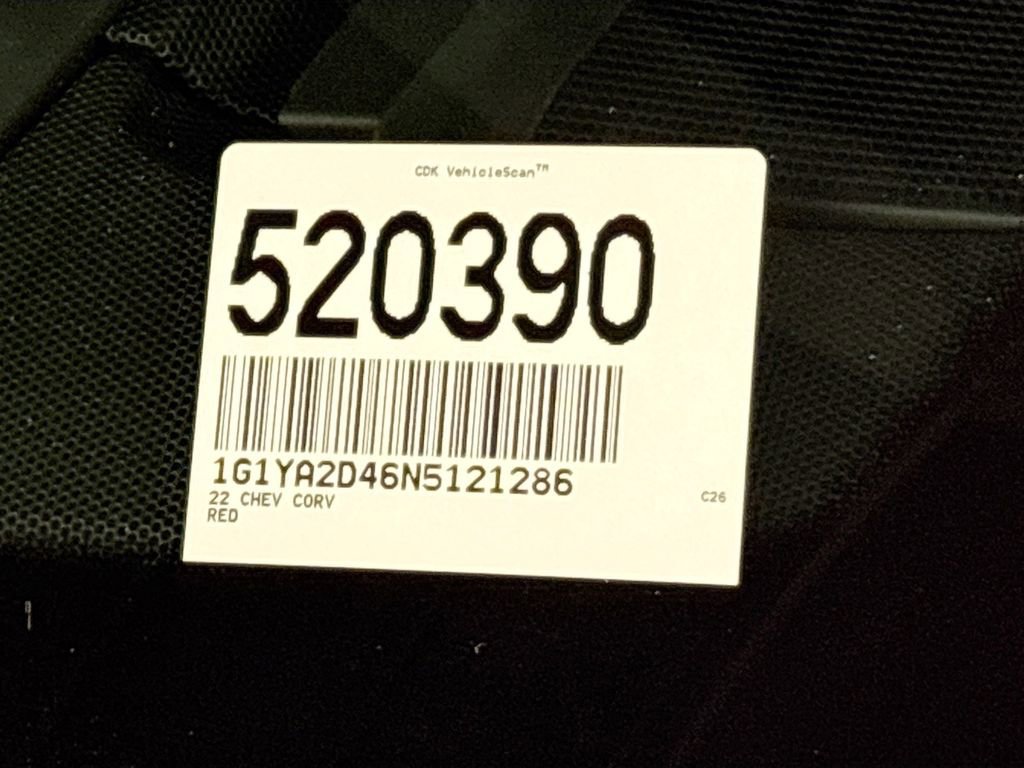 CDK VehicleScan™
520390
1G1YA2D46N5121286
22 CHEV CORV
C26
RED